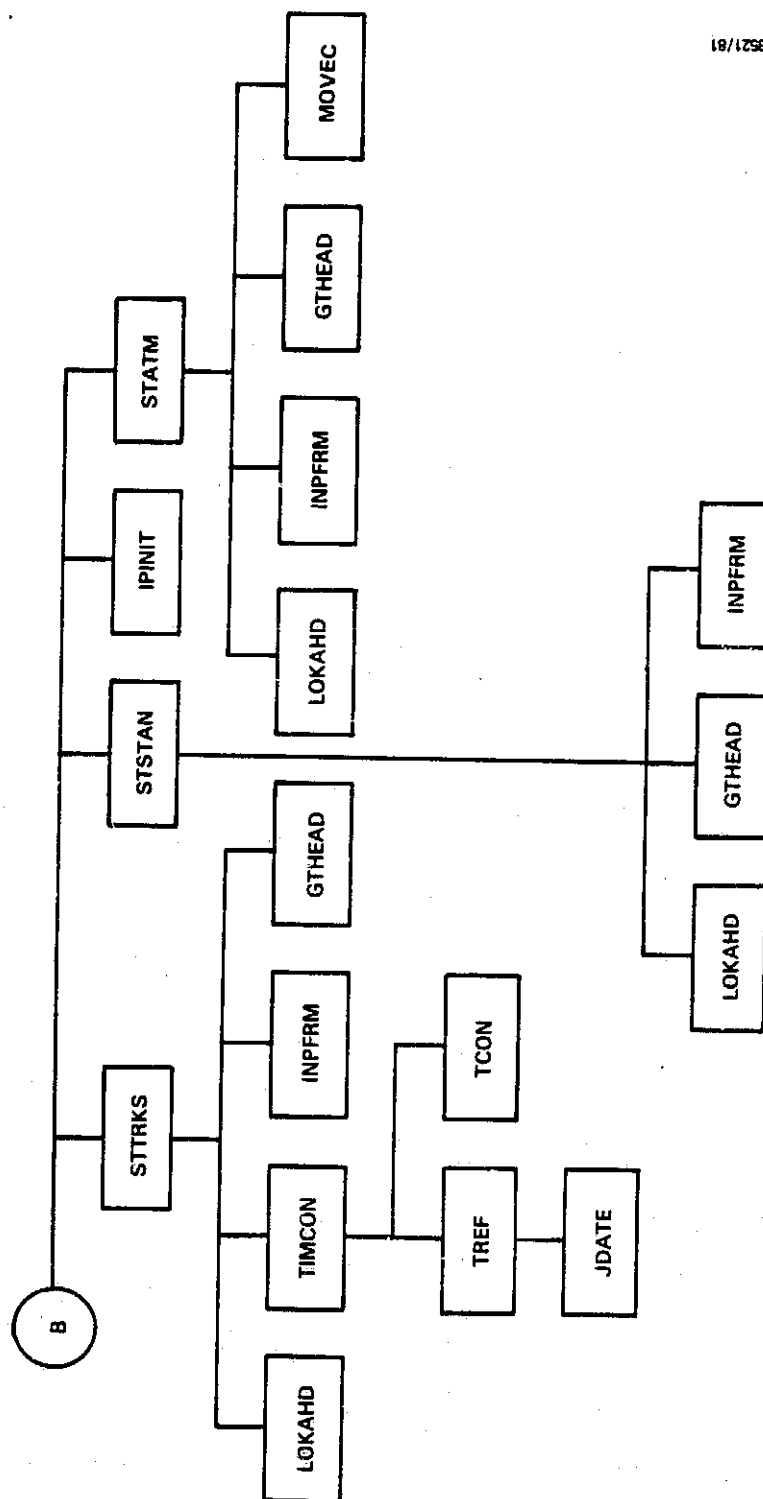 B
STTRKS
STSTAN
IPINIT
STATM
LOKAHD
TIMCON
INPFRM
GTHEAD
LOKAHD
INPFRM
GTHEAD
MOVEC
TREF
TCON
JDATE
LOKAHD
GTHEAD
INPFRM